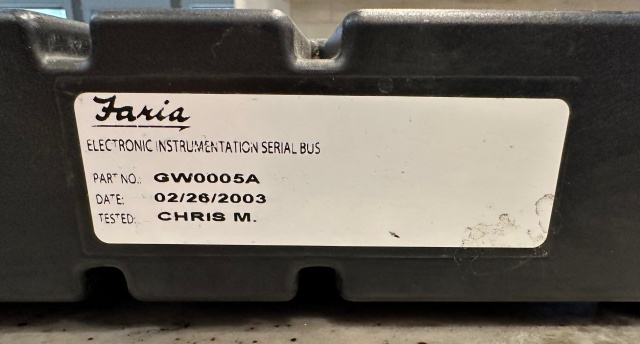 Faria
ELECTRONIC INSTRUMENTATION SERIAL BUS
PART NO.: GW0005A
DATE: 02/26/2003
TESTED: CHRIS M.